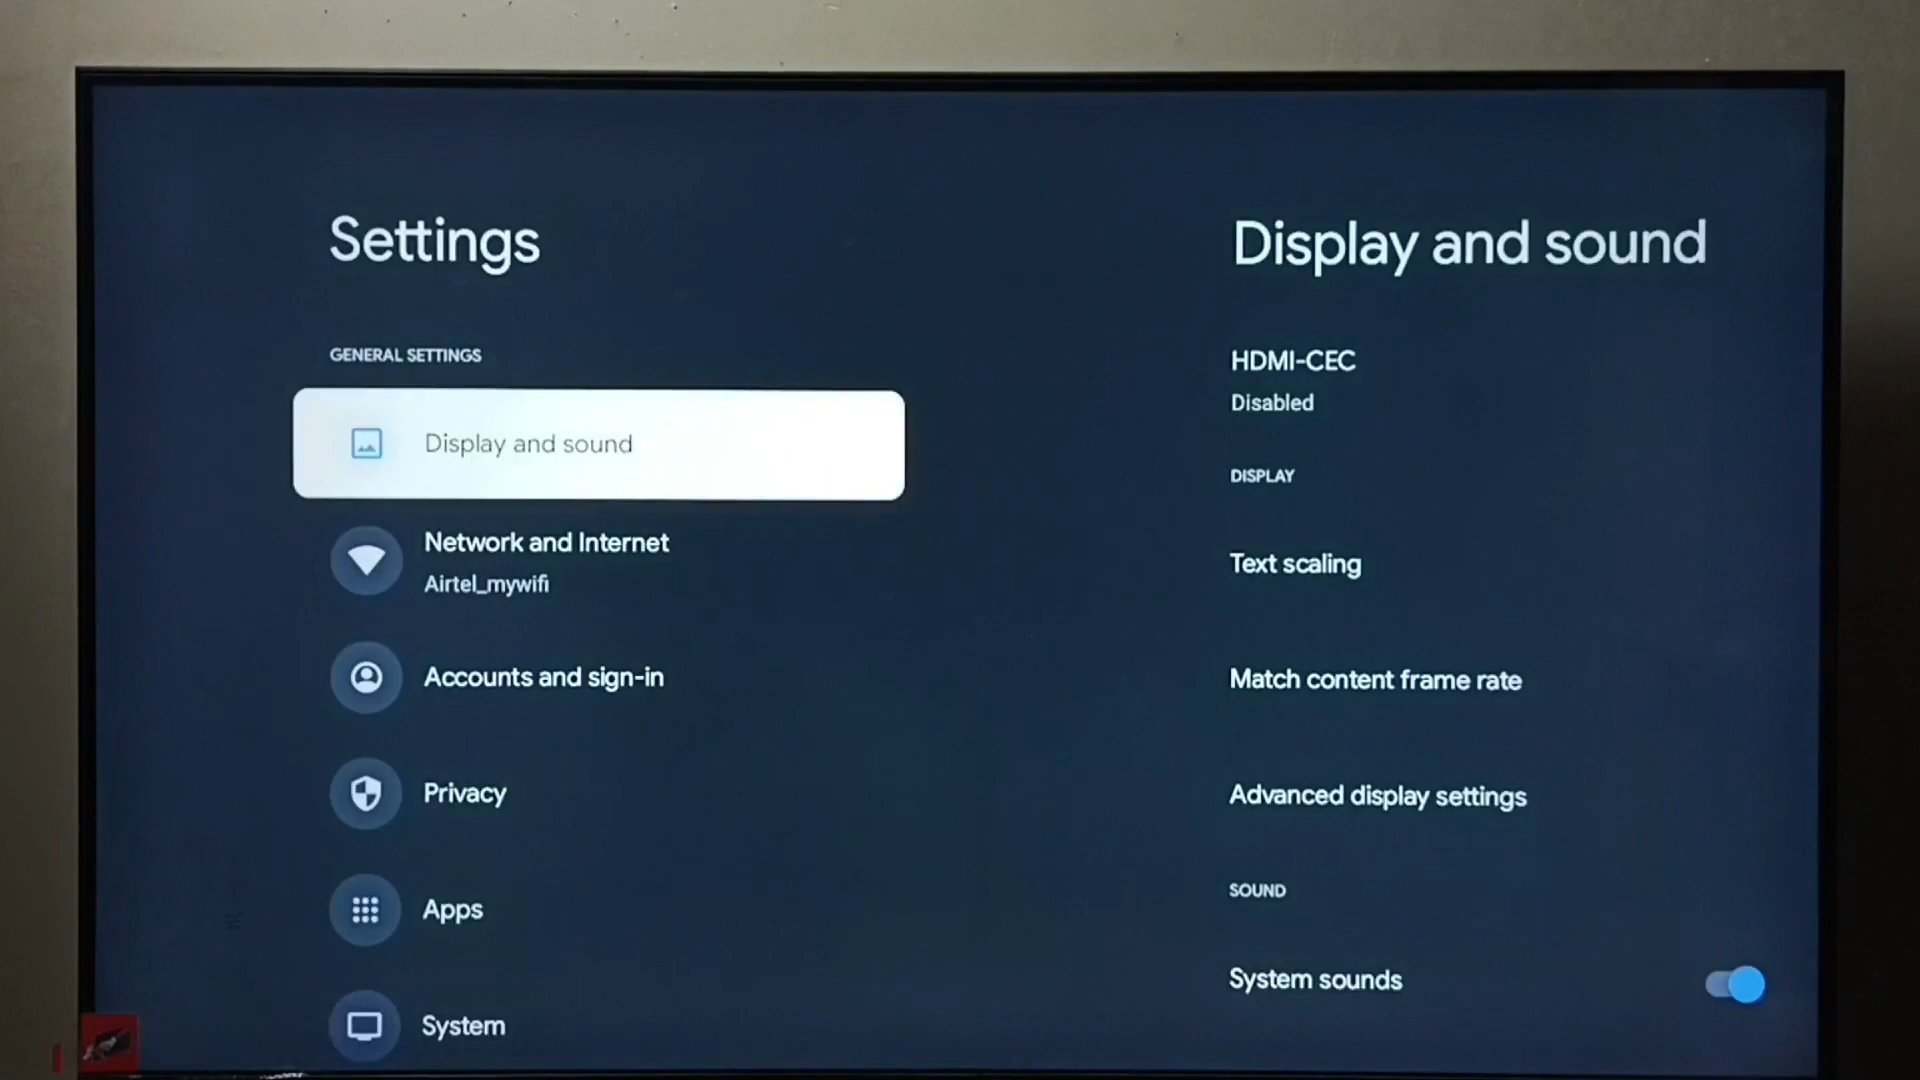 Settings
GENERAL SETTINGS
Display and sound
Network and Internet
Airtel_mywifi
Accounts and sign-in
Privacy
Apps
System
Display and sound
HDMI-CEC
Disabled
DISPLAY
Text scaling
Match content frame rate
Advanced display settings
SOUND
System sounds